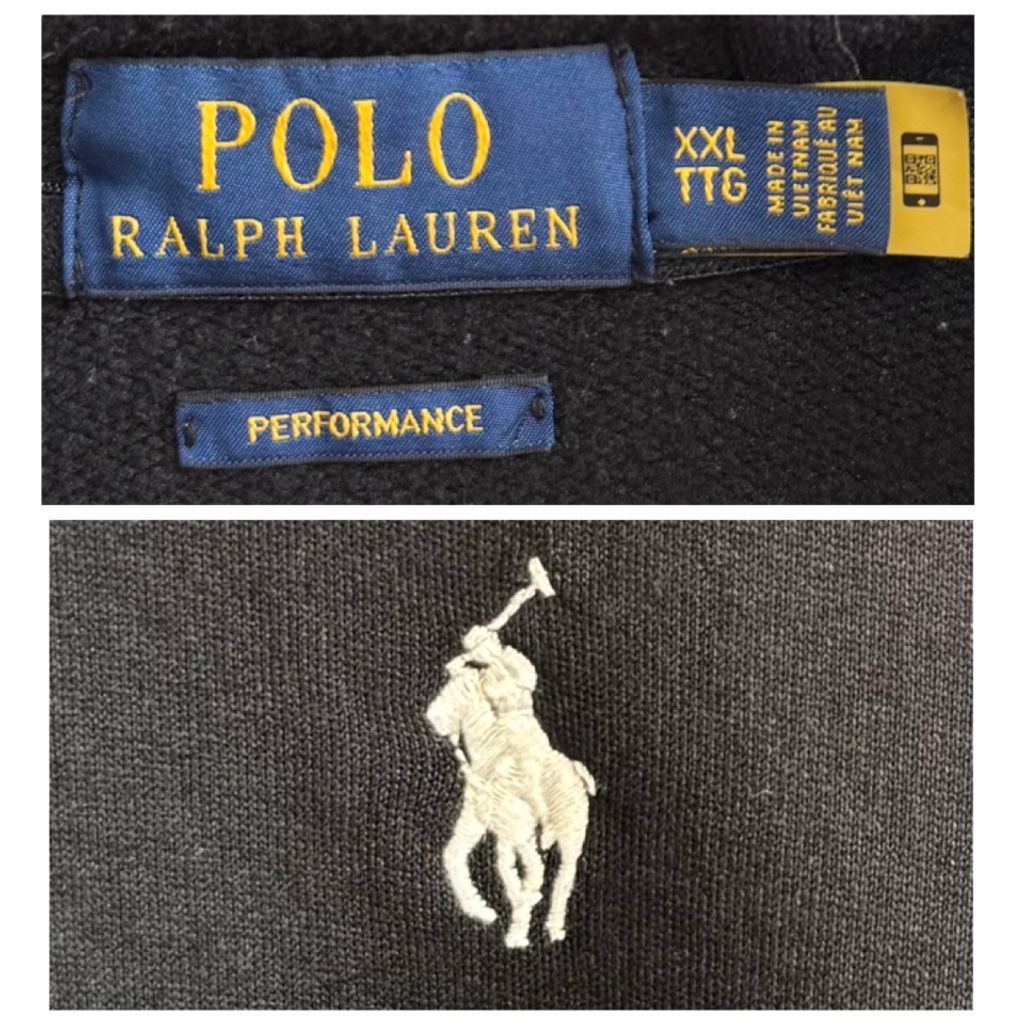 POLO
RALPH LAUREN
XXL
TTG
MADE IN
VIETNAM
FABRIQUÉ AU
VIÊT NAM
PERFORMANCE